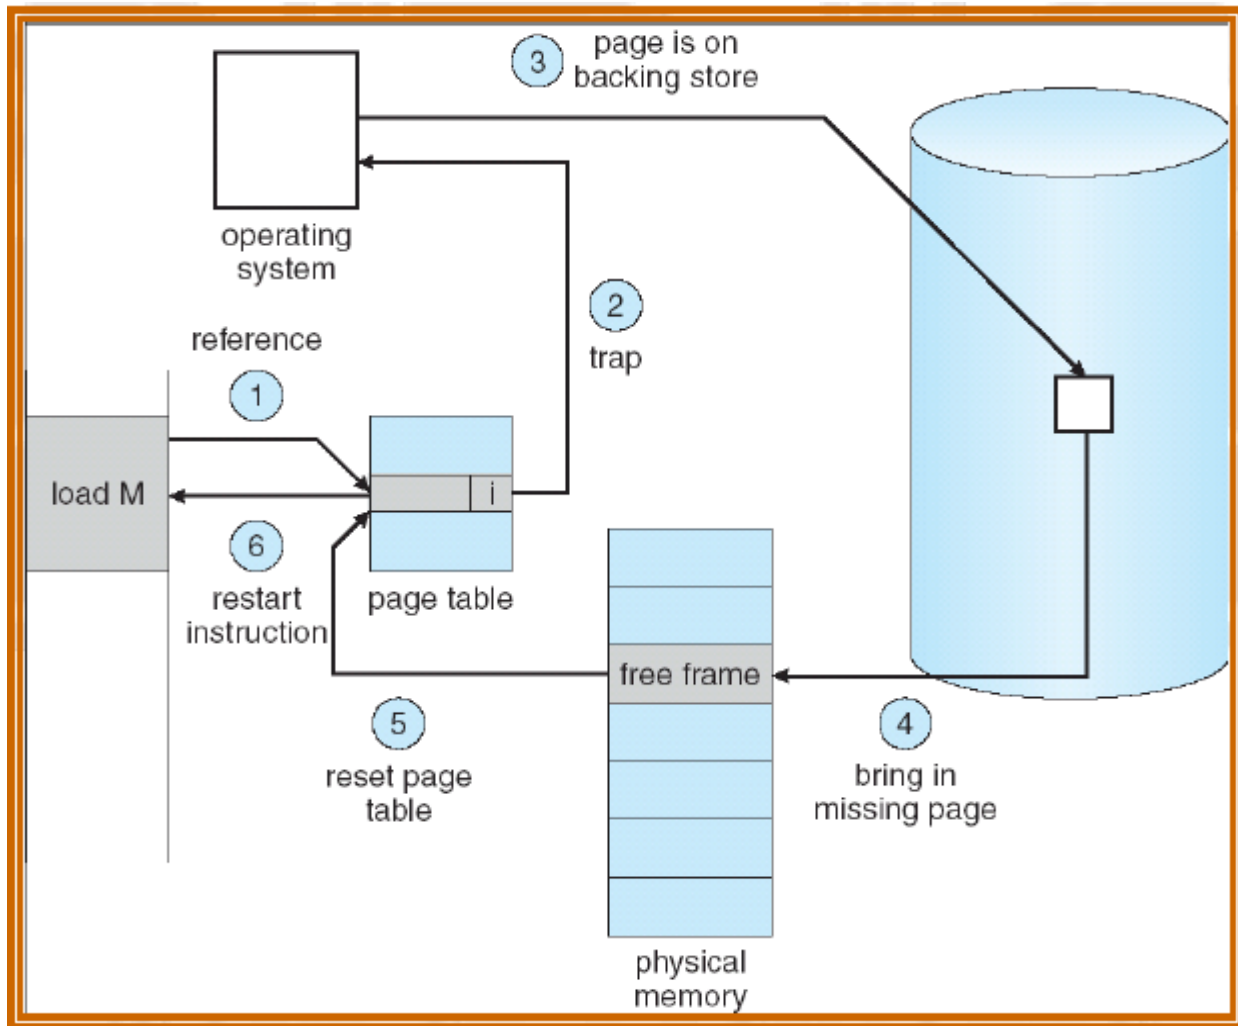 3
page is on
backing store
operating
system
2
trap
reference
1
load M
i
6
restart
instruction
page table
free frame
5
reset page
table
4
bring in
missing page
physical
memory